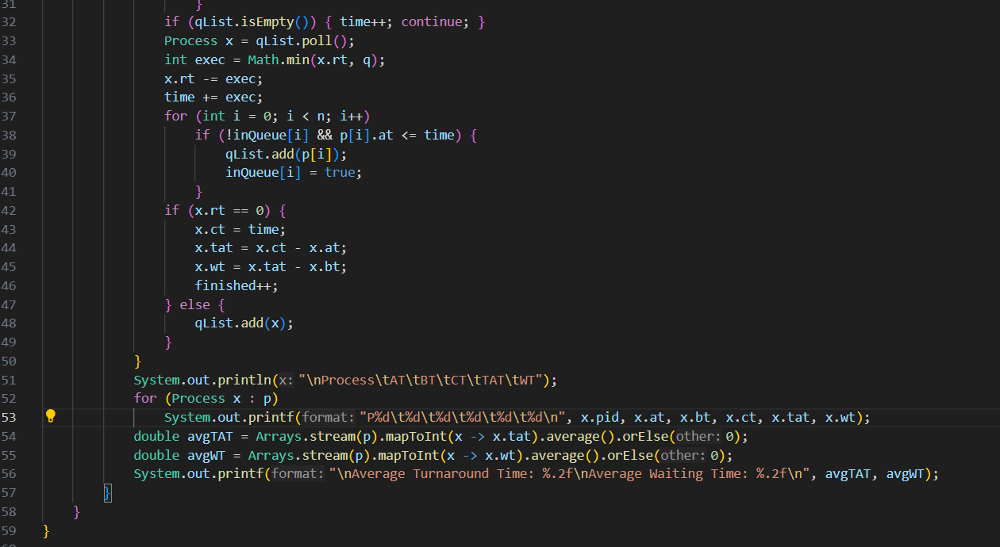 31 }
32 if (qList.isEmpty()) { time++; continue; }
33 Process x = qList.poll();
34 int exec = Math.min(x.rt, q);
35 x.rt -= exec;
36 time += exec;
37 for (int i = 0; i < n; i++)
38 if (!inQueue[i] && p[i].at <= time) {
39 qList.add(p[i]);
40 inQueue[i] = true;
41 }
42 if (x.rt == 0) {
43 x.ct = time;
44 x.tat = x.ct - x.at;
45 x.wt = x.tat - x.bt;
46 finished++;
47 } else {
48 qList.add(x);
49 }
50 }
51 System.out.println(x: "\nProcess\tAT\tBT\tCT\tTAT\tWT");
52 for (Process x : p)
53 System.out.printf(format: "P%d\t%d\t%d\t%d\t%d\t%d\n", x.pid, x.at, x.bt, x.ct, x.tat, x.wt);
54 double avgTAT = Arrays.stream(p).mapToInt(x -> x.tat).average().orElse(other: 0);
55 double avgWT = Arrays.stream(p).mapToInt(x -> x.wt).average().orElse(other: 0);
56 System.out.printf(format: "\nAverage Turnaround Time: %.2f\nAverage Waiting Time: %.2f\n", avgTAT, avgWT);
57 }
58 }
59 }